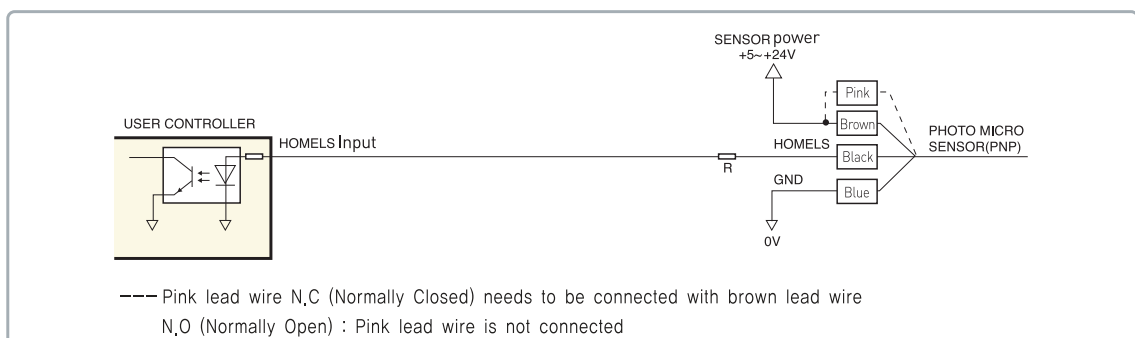 SENSOR power
+5~+24V
Pink
USER CONTROLLER
Brown
PHOTO MICRO
SENSOR(PNP)
HOMELS Input
HOMELS
Black
R
GND
Blue
0V
--- Pink lead wire N.C (Normally Closed) needs to be connected with brown lead wire
N.O (Normally Open) : Pink lead wire is not connected